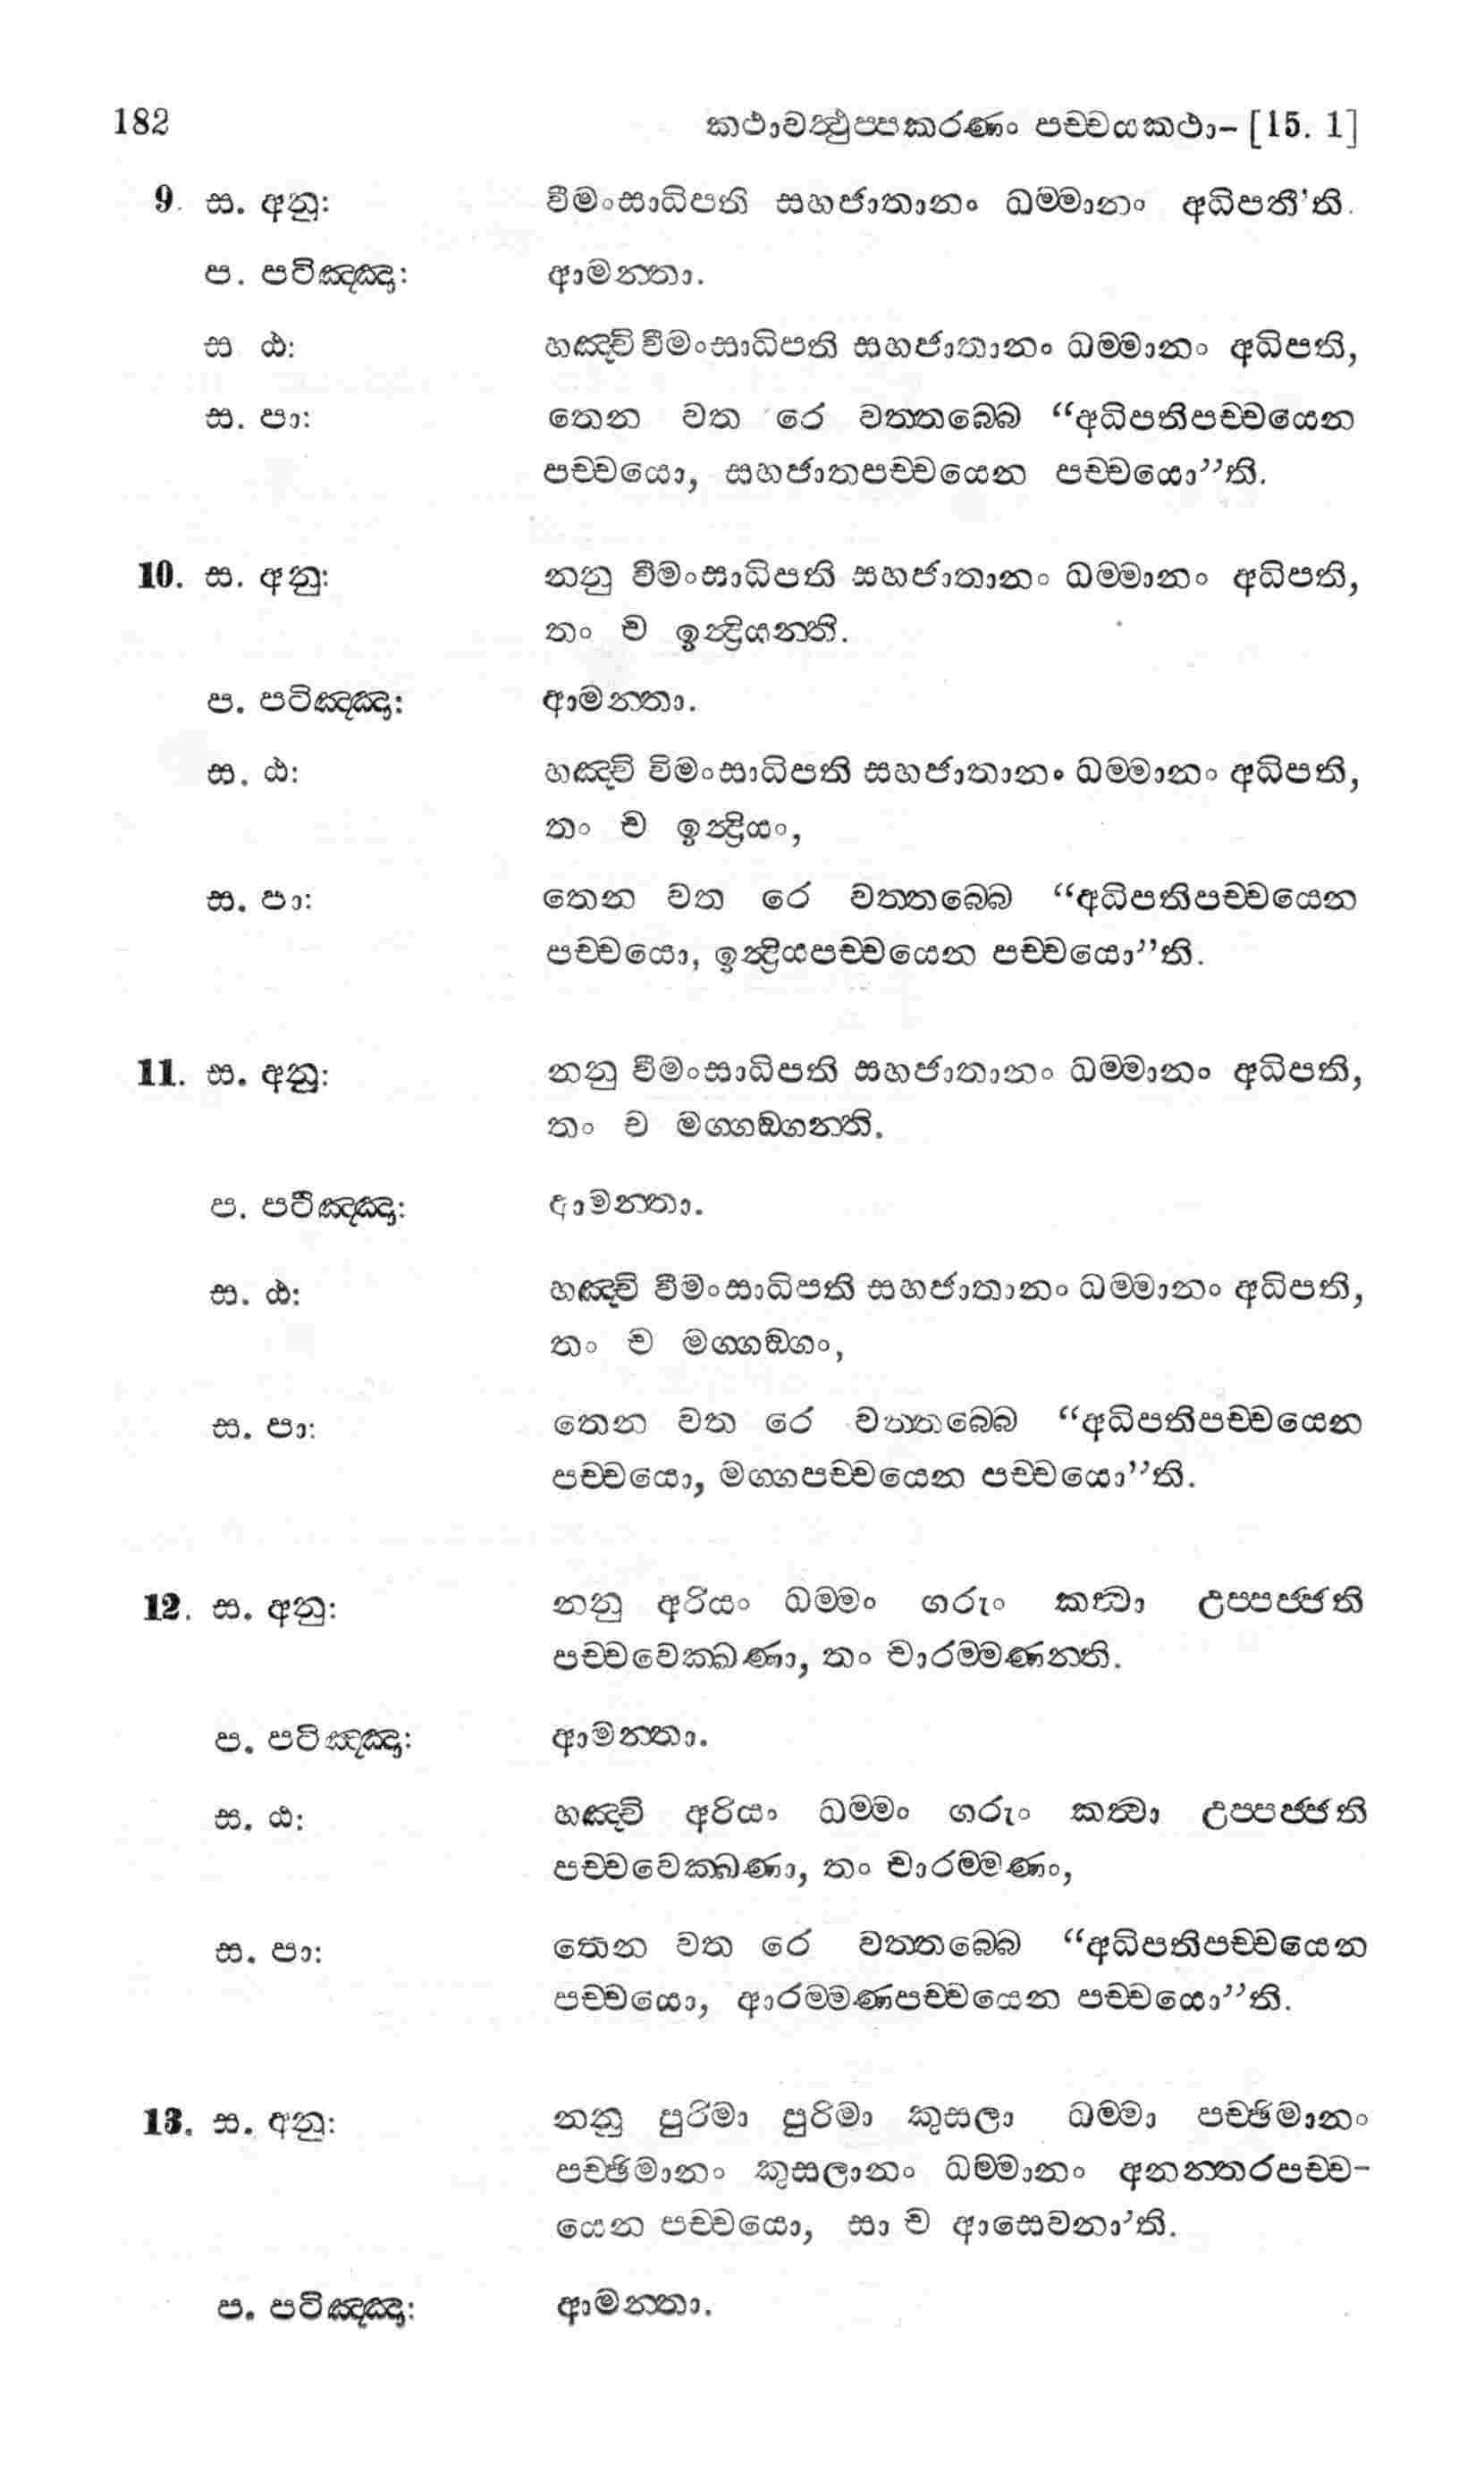 182 කථාවත්‍ථුප්පකරණං පච්චයකථා- [15. 1]
9. ස. අනු: වීමංසාධිපති සහජාතානං ධම්මානං අධිපතී’ති.
ප. පටිඤ්ඤා: ආමන්තා.
ස ඨ: හඤ්චි වීමංසාධිපති සහජාතානං ධම්මානං අධිපති,
ස. පා: තෙන වත රෙ වත්තබ්බෙ “අධිපතිපච්චයෙන
පච්චයො, සහජාතපච්චයෙන පච්චයො”ති.
10. ස. අනු: නනු වීමංසාධිපති සහජාතානං ධම්මානං අධිපති,
තං ච ඉන්‍ද්‍රියන්ති.
ප. පටිඤ්ඤා: ආමන්තා.
ස. ඨ: හඤ්චි විමංසාධිපති සහජාතානං ධම්මානං අධිපති,
තං ච ඉන්‍ද්‍රියං,
ස. පා: තෙන වත රෙ වත්තබ්බෙ “අධිපතිපච්චයෙන
පච්චයො, ඉන්‍ද්‍රියපච්චයෙන පච්චයො”ති.
11. ස. අනු: නනු වීමංසාධිපති සහජාතානං ධම්මානං අධිපති,
තං ච මග්ගඞ්ගන්ති.
ප. පටිඤ්ඤා: ආමන්තා.
ස. ඨ: හඤ්චි වීමංසාධිපති සහජාතානං ධම්මානං අධිපති,
තං ච මග්ගඞ්ගං,
ස. පා: තෙන වත රෙ වත්තබ්බෙ “අධිපතිපච්චයෙන
පච්චයො, මග්ගපච්චයෙන පච්චයො”ති.
12. ස. අනු: නනු අරියං ධම්මං ගරුං කත්‍වා උප්පජ්ජති
පච්චවෙක්ඛණා, තං චාරම්මණන්ති.
ප. පටිඤ්ඤා: ආමන්තා.
ස. ඨ: හඤ්චි අරියං ධම්මං ගරුං කත්‍වා උප්පජ්ජති
පච්චවෙක්ඛණා, තං චාරම්මණං,
ස. පා: තෙන වත රෙ වත්තබ්බෙ “අධිපතිපච්චයෙන
පච්චයො, ආරම්මණපච්චයෙන පච්චයො”ති.
13. ස. අනු: නනු පුරිමා පුරිමා කුසලා ධම්මා පච්ඡිමානං
පච්ඡිමානං කුසලානං ධම්මානං අනන්තරපච්ච-
යෙන පච්චයො, සා ච ආසෙවනා’ති.
ප. පටිඤ්ඤා: ආමන්තා.